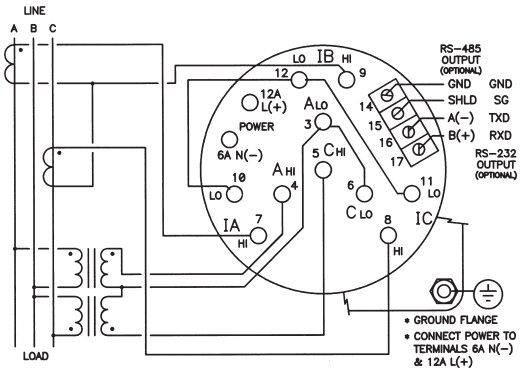 LINE
A B C
IB
LO HI
12 9
12A
L(+)
A LO
3
POWER
6A N(-)
C HI
5
A HI
4
10
LO
IA 7
HI
6
C LO
11
LO
8
HI
IC
RS-485
OUTPUT
(OPTIONAL)
14 GND GND
15 SHLD SG
16 A(-) TXD
17 B(+) RXD
RS-232
OUTPUT
(OPTIONAL)
* GROUND FLANGE
* CONNECT POWER TO
TERMINALS 6A N(-)
& 12A L(+)
LOAD